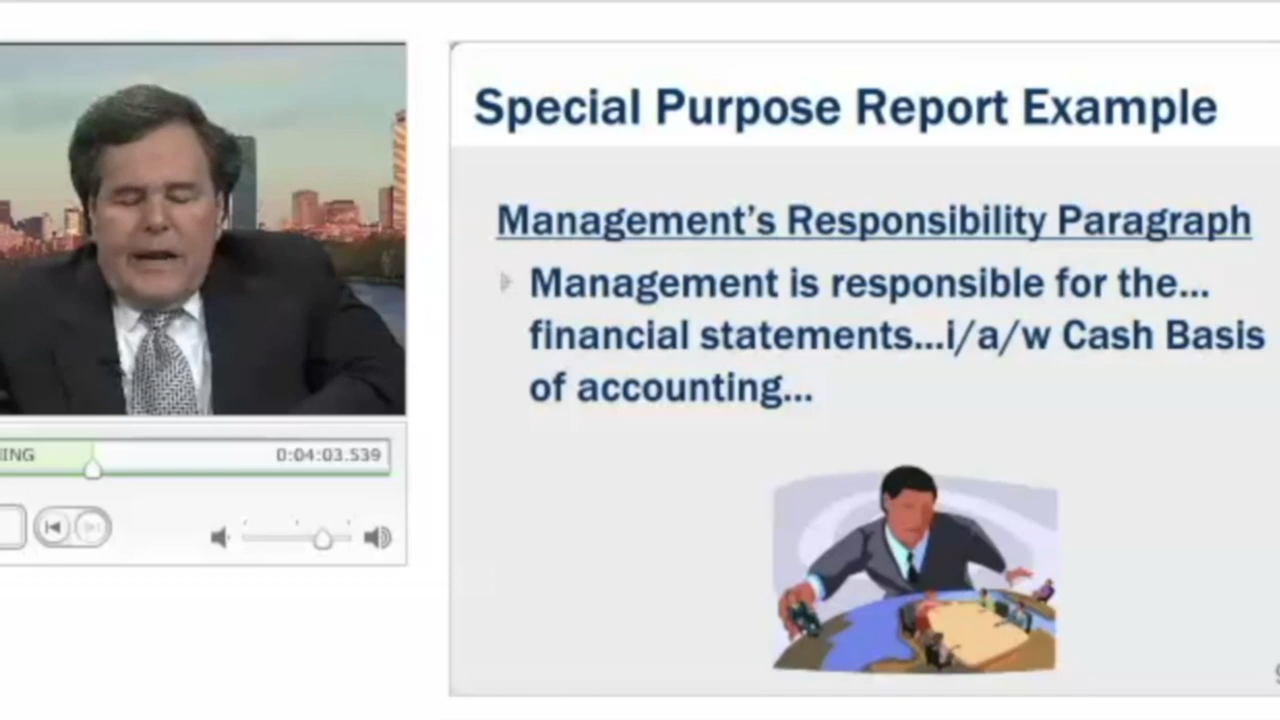 Special Purpose Report Example
Management's Responsibility Paragraph
Management is responsible for the...
financial statements...i/a/w Cash Basis
of accounting...
ING
0:04:03.539